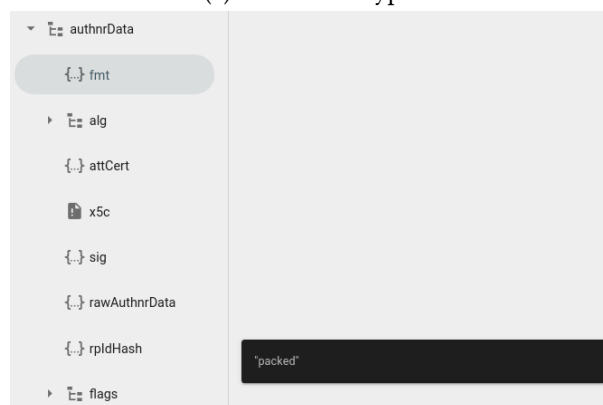 authnrData
{...} fmt
alg
{...} attCert
x5c
{...} sig
{...} rawAuthnrData
{...} rpIdHash
"packed"
flags